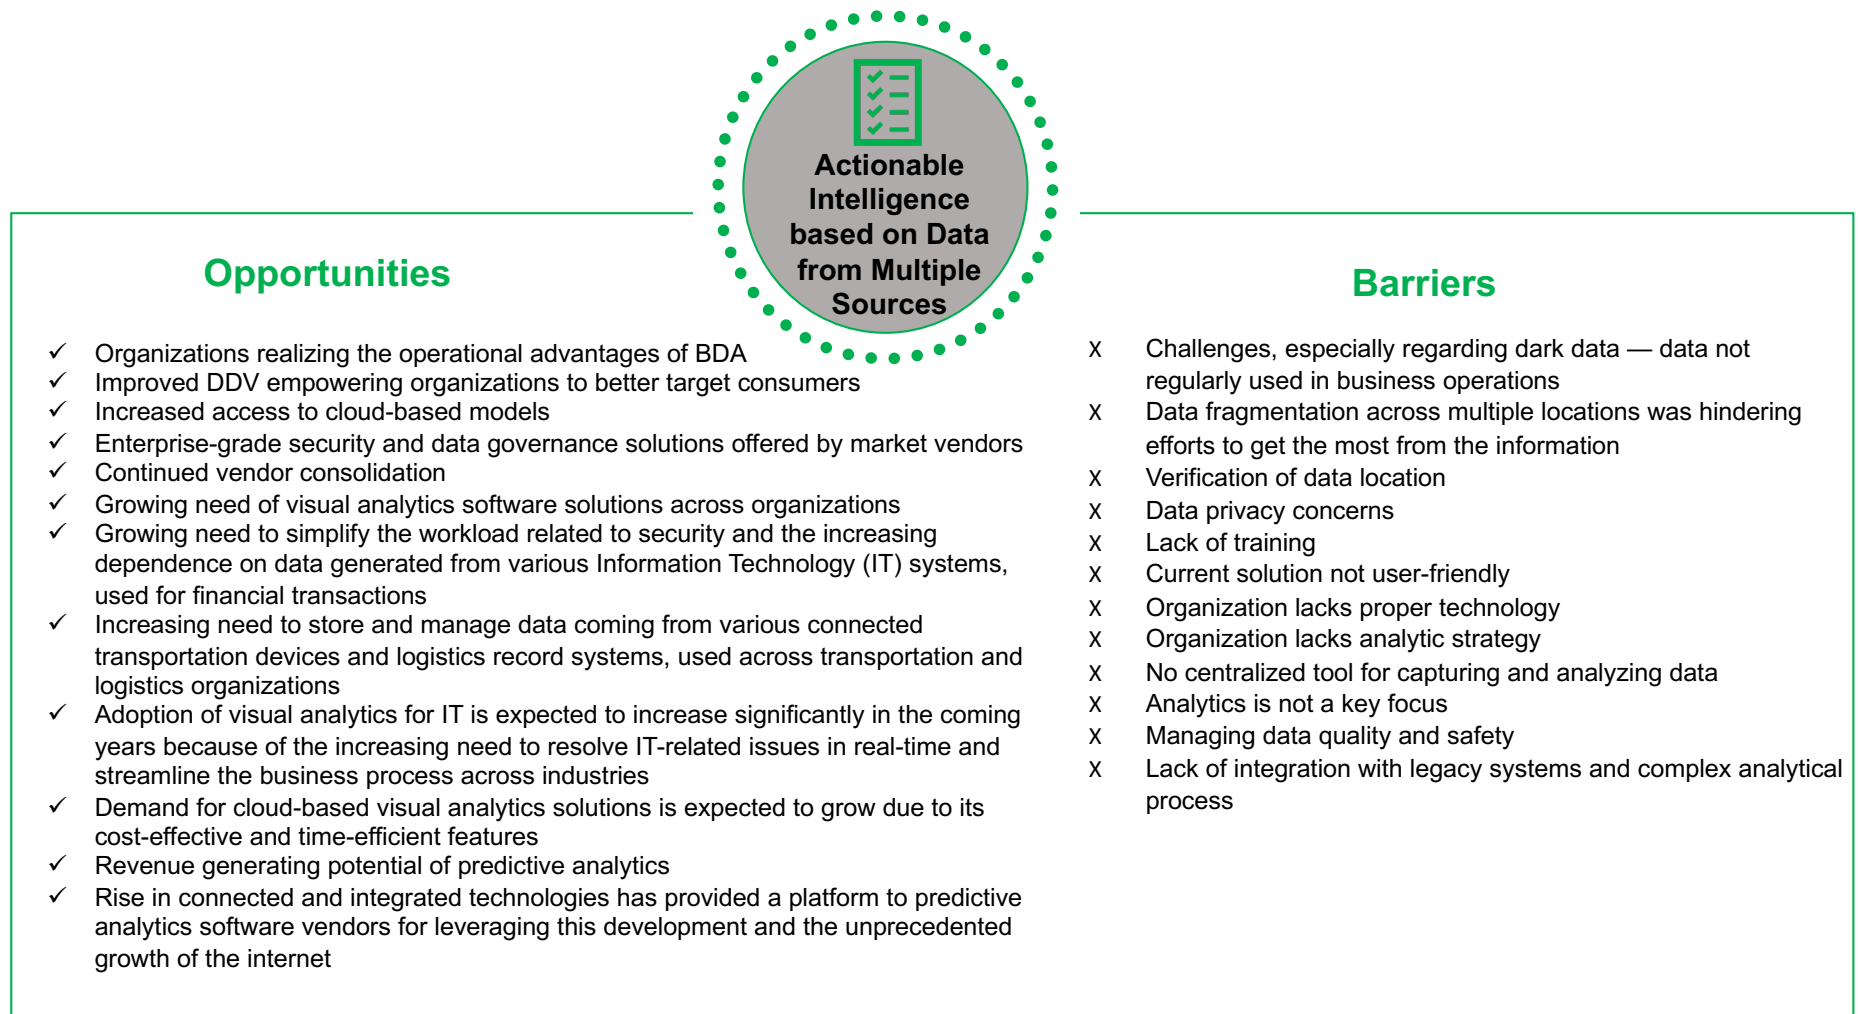 Actionable
Intelligence
based on Data
from Multiple
Sources
Opportunities
✓ Organizations realizing the operational advantages of BDA
✓ Improved DDV empowering organizations to better target consumers
✓ Increased access to cloud-based models
✓ Enterprise-grade security and data governance solutions offered by market vendors
✓ Continued vendor consolidation
✓ Growing need of visual analytics software solutions across organizations
✓ Growing need to simplify the workload related to security and the increasing
dependence on data generated from various Information Technology (IT) systems,
used for financial transactions
✓ Increasing need to store and manage data coming from various connected
transportation devices and logistics record systems, used across transportation and
logistics organizations
✓ Adoption of visual analytics for IT is expected to increase significantly in the coming
years because of the increasing need to resolve IT-related issues in real-time and
streamline the business process across industries
✓ Demand for cloud-based visual analytics solutions is expected to grow due to its
cost-effective and time-efficient features
✓ Revenue generating potential of predictive analytics
✓ Rise in connected and integrated technologies has provided a platform to predictive
analytics software vendors for leveraging this development and the unprecedented
growth of the internet
Barriers
X Challenges, especially regarding dark data — data not
regularly used in business operations
X Data fragmentation across multiple locations was hindering
efforts to get the most from the information
X Verification of data location
X Data privacy concerns
X Lack of training
X Current solution not user-friendly
X Organization lacks proper technology
X Organization lacks analytic strategy
X No centralized tool for capturing and analyzing data
X Analytics is not a key focus
X Managing data quality and safety
X Lack of integration with legacy systems and complex analytical
process